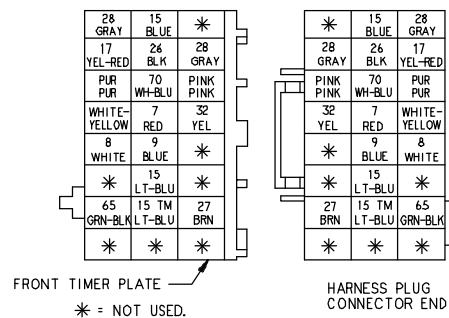 28 GRAY 15 BLUE *
17 YEL-RED 26 BLK 28 GRAY
PUR PUR 70 WH-BLU PINK PINK
WHITE-YELLOW 7 RED 32 YEL
8 WHITE 9 BLUE *
* 15 LT-BLU *
65 GRN-BLK 15 TM LT-BLU 27 BRN
* * *
FRONT TIMER PLATE
* = NOT USED.
* 15 BLUE 28 GRAY
28 GRAY 26 BLK 17 YEL-RED
PINK PINK 70 WH-BLU PUR PUR
32 YEL 7 RED WHITE-YELLOW
* 9 BLUE 8 WHITE
* 15 LT-BLU *
27 BRN 15 TM LT-BLU 65 GRN-BLK
* * *
HARNESS PLUG
CONNECTOR END